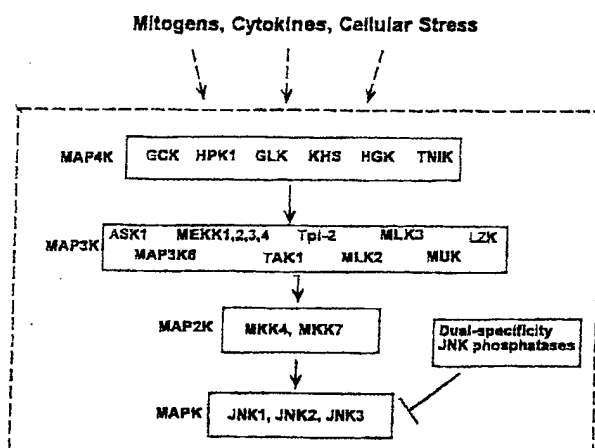 Mitogens, Cytokines, Cellular Stress
MAP4K
GCK HPK1 GLK KHS HGK TNIK
MAP3K
ASK1 MEKK1,2,3,4 Tpl-2 MLK3 LZK
MAP3K6 TAK1 MLK2 MUK
MAP2K
MKK4, MKK7
Dual-specificity
JNK phosphatases
MAPK
JNK1, JNK2, JNK3